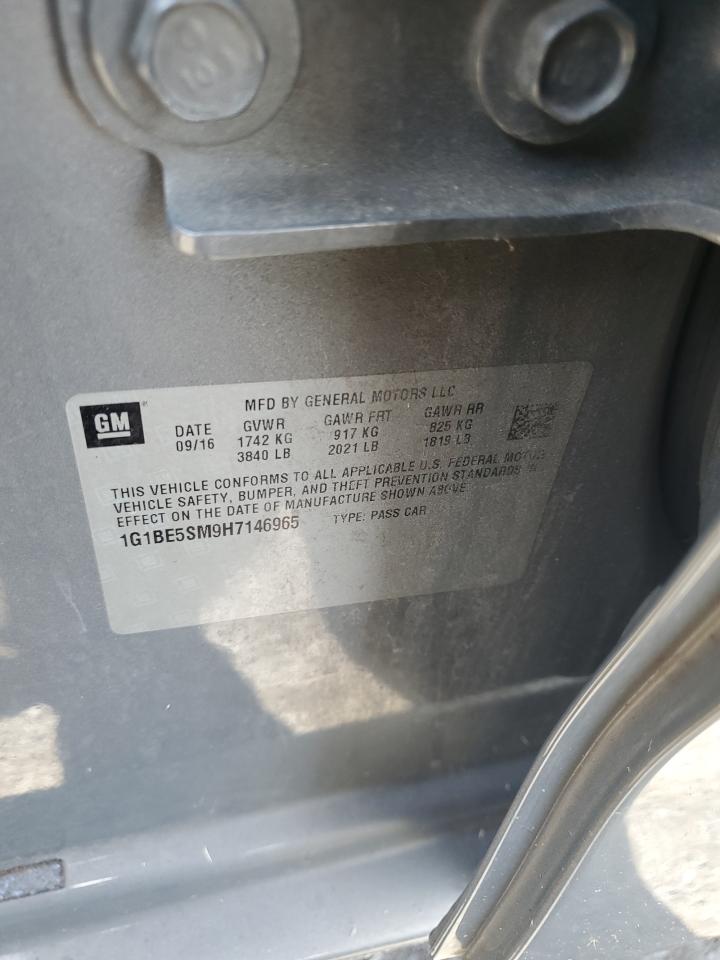 GM
MFD BY GENERAL MOTORS LLC
DATE GVWR GAWR FRT GAWR RR
09/16 1742 KG 917 KG 825 KG
3840 LB 2021 LB 1819 LB
THIS VEHICLE CONFORMS TO ALL APPLICABLE U.S. FEDERAL MOTOR
VEHICLE SAFETY, BUMPER, AND THEFT PREVENTION STANDARDS IN
EFFECT ON THE DATE OF MANUFACTURE SHOWN ABOVE
1G1BE5SM9H7146965 TYPE: PASS CAR